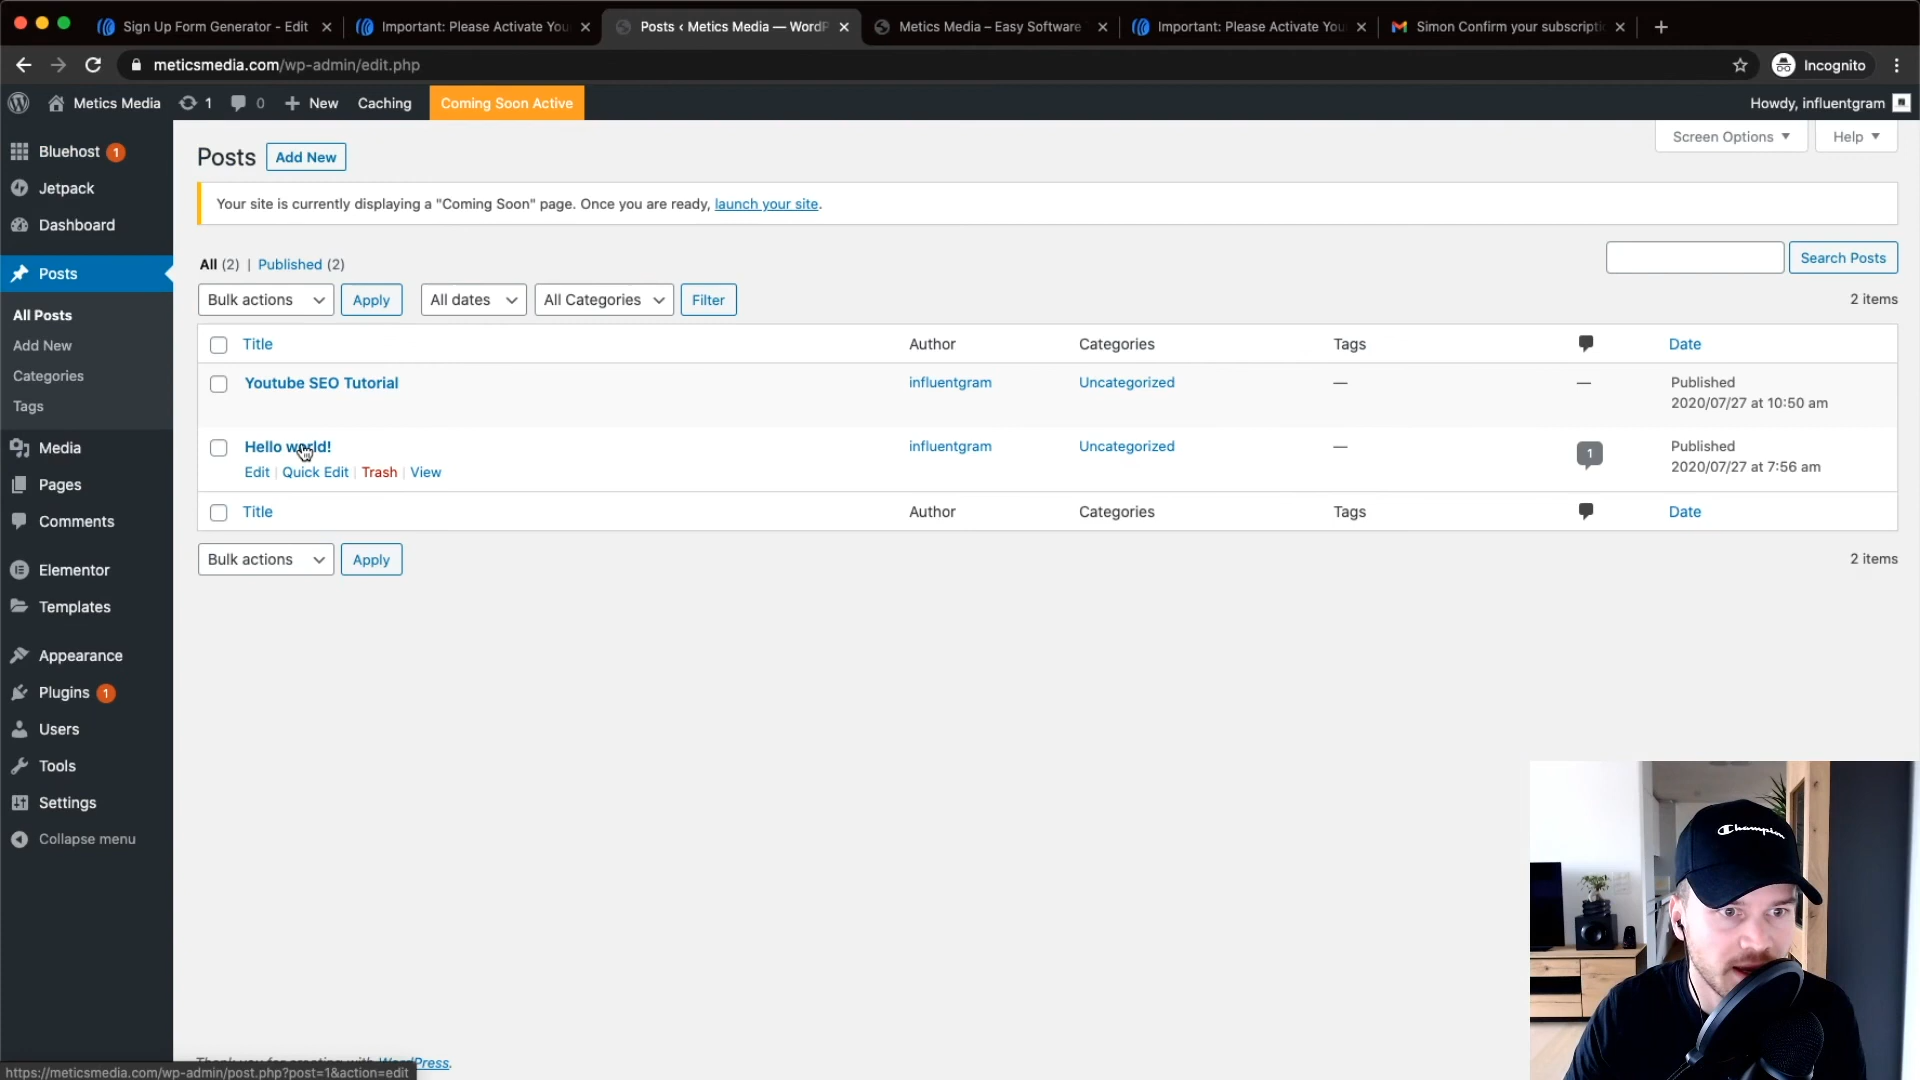 Sign Up Form Generator - Edit
Important: Please Activate You
Posts ‹ Metics Media — WordP
Metics Media – Easy Software
Important: Please Activate You
Simon Confirm your subscripti
meticsmedia.com/wp-admin/edit.php
Incognito
Metics Media
1
0
New
Caching
Coming Soon Active
Howdy, influentgram
Bluehost 1
Jetpack
Dashboard
Posts
All Posts
Add New
Categories
Tags
Media
Pages
Comments
Elementor
Templates
Appearance
Plugins 1
Users
Tools
Settings
Collapse menu
Screen Options
Help
Posts
Add New
Your site is currently displaying a "Coming Soon" page. Once you are ready, launch your site.
All (2) | Published (2)
Search Posts
Bulk actions
Apply
All dates
All Categories
Filter
2 items
Title Author Categories Tags Date
Youtube SEO Tutorial influentgram Uncategorized — — Published
2020/07/27 at 10:50 am
Hello world! influentgram Uncategorized — 1 Published
2020/07/27 at 7:56 am
Edit | Quick Edit | Trash | View
Title Author Categories Tags Date
Bulk actions
Apply
2 items
Champion
Thank you for creating with WordPress.
https://meticsmedia.com/wp-admin/post.php?post=1&action=edit